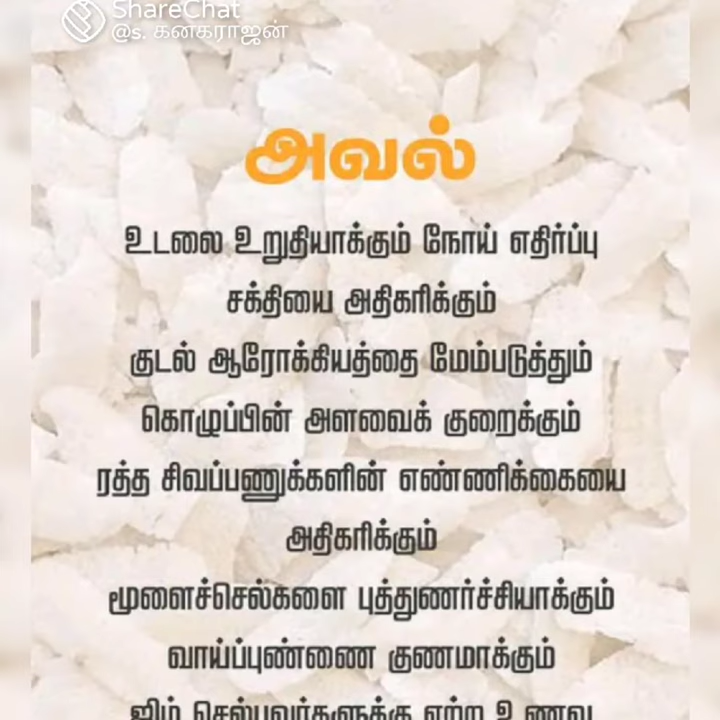 ShareChat
@s. கனகராஜன்
அவல்
உடலை உறுதியாக்கும் நோய் எதிர்ப்பு
சக்தியை அதிகரிக்கும்
குடல் ஆரோக்கியத்தை மேம்படுத்தும்
கொழுப்பின் அளவைக் குறைக்கும்
ரத்த சிவப்பணுக்களின் எண்ணிக்கையை
அதிகரிக்கும்
மூளைச்செல்களை புத்துணர்ச்சியாக்கும்
வாய்ப்புண்ணை குணமாக்கும்
ஜிம் செல்பவர்களுக்கு ஏற்ற உணவு